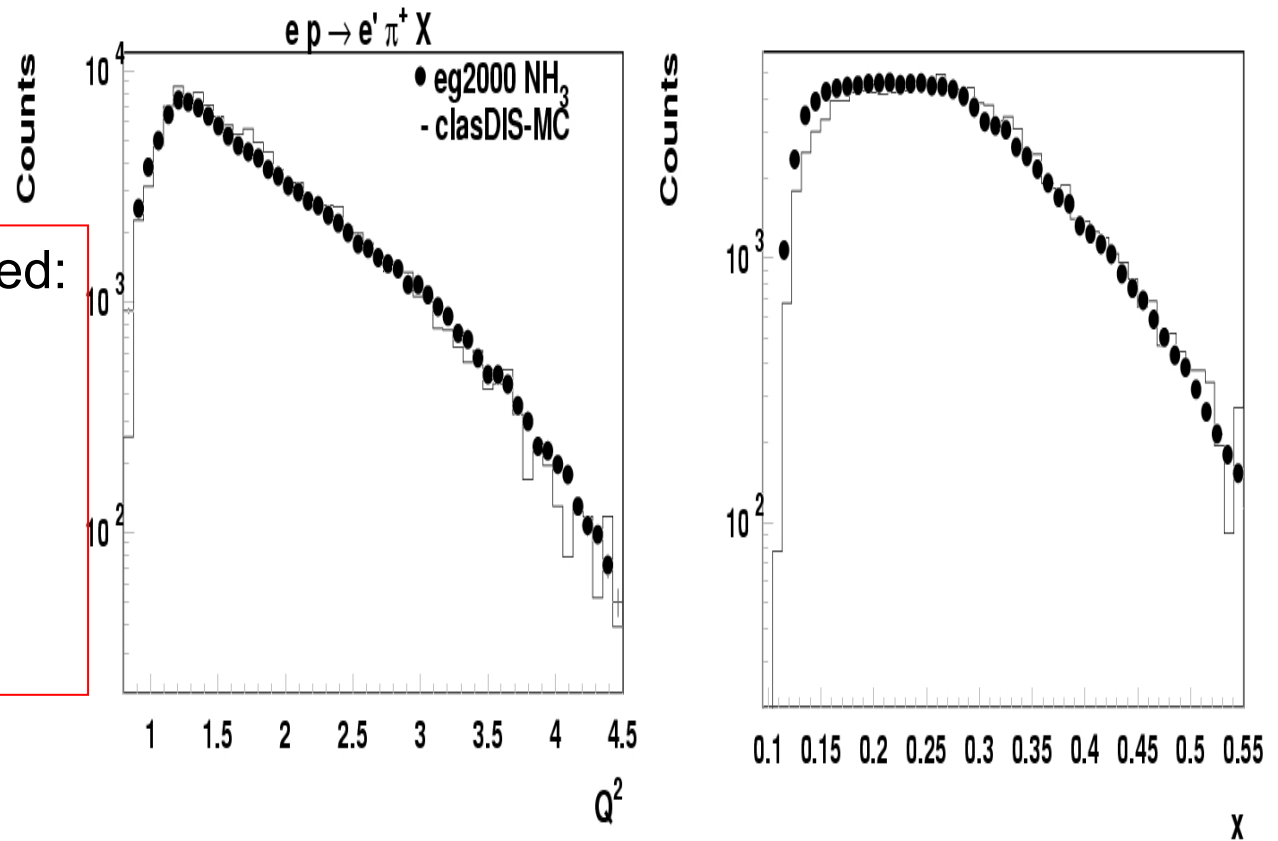 e p → e' π⁺ X
Counts
10⁴
10³
10²
● eg2000 NH₃
- clasDIS-MC
1 1.5 2 2.5 3 3.5 4 4.5
Q²
ed:
Counts
10³
10²
0.1 0.15 0.2 0.25 0.3 0.35 0.4 0.45 0.5 0.55
x